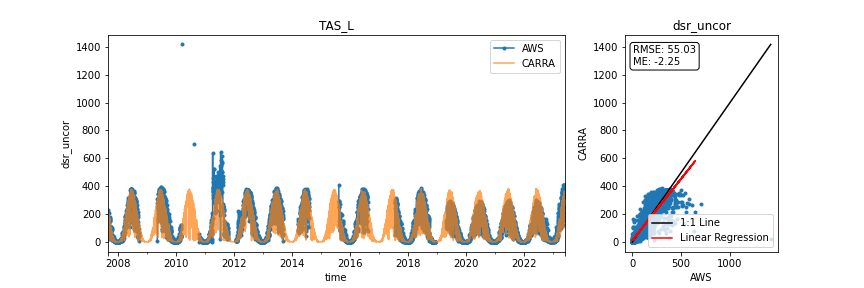 TAS_L
dsr_uncor
1400
1200
1000
800
600
400
200
0
dsr_uncor
AWS
CARRA
2008
2010
2012
2014
2016
2018
2020
2022
time
1400
1200
1000
800
600
400
200
0
CARRA
RMSE: 55.03
ME: -2.25
1:1 Line
Linear Regression
0
500
1000
AWS